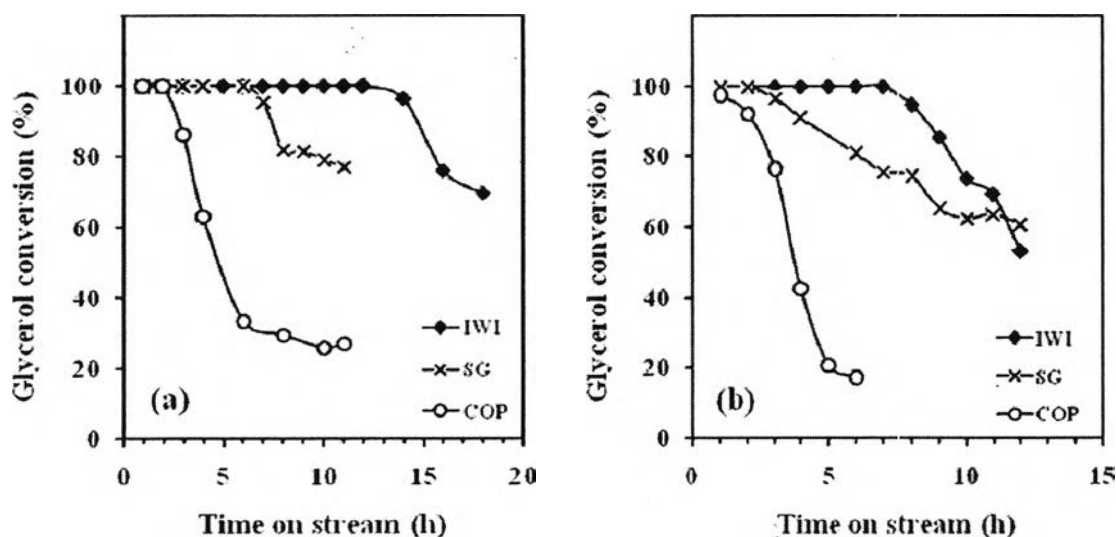 100
80
60
40
20
0
Glycerol conversion (%)
IWI
SG
COP
(a)
0
5
10
15
20
Time on stream (h)
100
80
60
40
20
0
Glycerol conversion (%)
IWI
SG
COP
(b)
0
5
10
15
Time on stream (h)